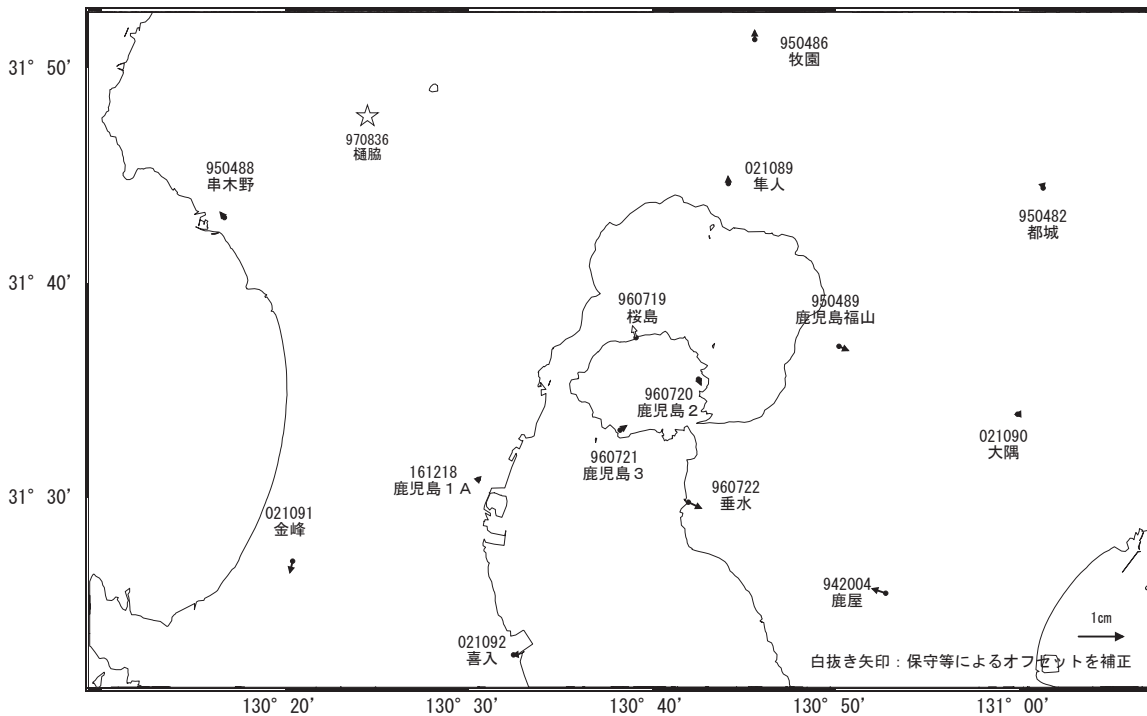 950486
牧園
31° 50'
970836
樋脇
950488
串木野
021089
隼人
950482
都城
31° 40'
960719
桜島
950489
鹿児島福山
960720
鹿児島2
021090
大隅
960721
鹿児島3
161218
鹿児島1A
31° 30'
960722
垂水
021091
金峰
942004
鹿屋
1cm
021092
喜入
白抜き矢印：保守等によるオフセットを補正
130° 20'
130° 30'
130° 40'
130° 50'
131° 00'